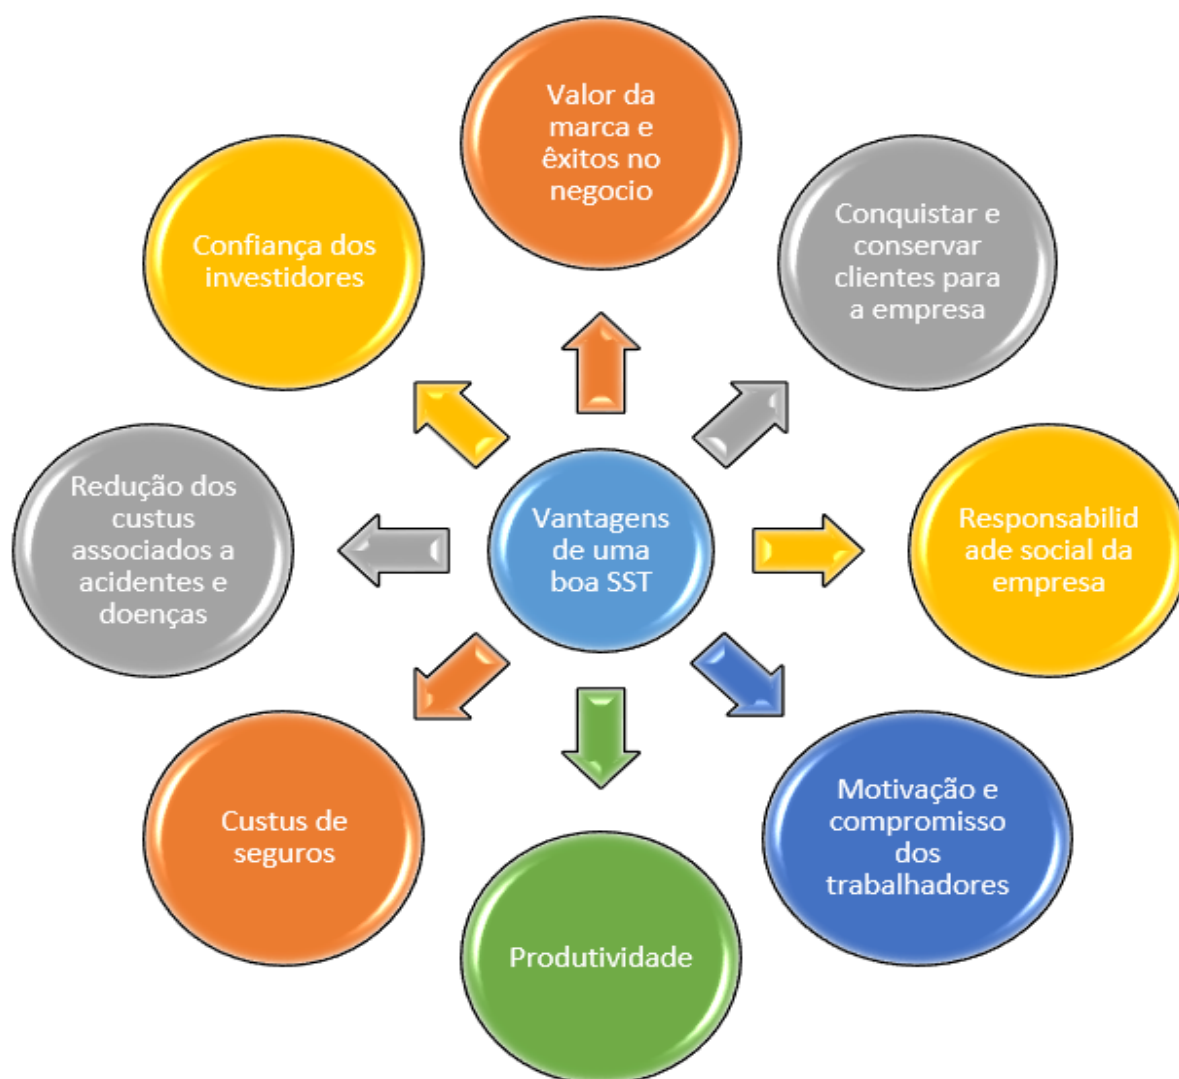 Valor da
marca e
êxitos no
negocio
Conquistar e
conservar
clientes para
a empresa
Responsabilid
ade social da
empresa
Motivação e
compromisso
dos
trabalhadores
Produtividade
Custus de
seguros
Redução dos
custus
associados a
acidentes e
doenças
Confiança dos
investidores
Vantagens
de uma
boa SST